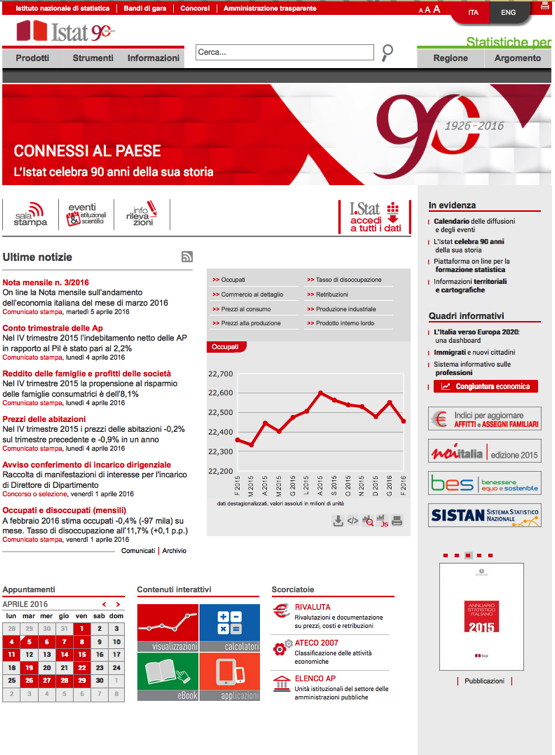 Istituto nazionale di statistica | Bandi di gara | Concorsi | Amministrazione trasparente
A A A ITA ENG
Istat 90
Cerca...
Statistiche per
Prodotti Strumenti Informazioni Regione Argomento
90 1926-2016
CONNESSI AL PAESE
L'Istat celebra 90 anni della sua storia
sala stampa
eventi istituzionali & scientifici
info rilevazioni
I.Stat accedi a tutti i dati
In evidenza
Calendario delle diffusioni
e degli eventi
L'Istat celebra 90 anni
della sua storia
Piattaforma on line per la
formazione statistica
Informazioni territoriali
e cartografiche
Quadri informativi
L'Italia verso Europa 2020:
una dashboard
Immigrati e nuovi cittadini
Sistema informativo sulle
professioni
Congiuntura economica
Indici per aggiornare
AFFITTI e ASSEGNI FAMILIARI
noi italia | edizione 2015
bes benessere
equo e sostenibile
SISTAN SISTEMA STATISTICO
NAZIONALE
ANNUARIO
STATISTICO
ITALIANO
2015
Pubblicazioni
Ultime notizie
Nota mensile n. 3/2016
On line la Nota mensile sull'andamento
dell'economia italiana del mese di marzo 2016
Comunicato stampa, martedì 5 aprile 2016
Conto trimestrale delle Ap
Nel IV trimestre 2015 l'indebitamento netto delle AP
in rapporto al Pil è stato pari al 2,2%
Comunicato stampa, lunedì 4 aprile 2016
Reddito delle famiglie e profitti delle società
Nel IV trimestre 2015 la propensione al risparmio
delle famiglie consumatrici è dell'8,1%
Comunicato stampa, lunedì 4 aprile 2016
Prezzi delle abitazioni
Nel IV trimestre 2015 i prezzi delle abitazioni -0,2%
sul trimestre precedente e -0,9% in un anno
Comunicato stampa, venerdì 1 aprile 2016
Avviso conferimento di incarico dirigenziale
Raccolta di manifestazioni di interesse per l'incarico
di Direttore di Dipartimento
Concorso o selezione, venerdì 1 aprile 2016
Occupati e disoccupati (mensili)
A febbraio 2016 stima occupati -0,4% (-97 mila) su
mese. Tasso di disoccupazione all'11,7% (+0,1 p.p.)
Comunicato stampa, venerdì 1 aprile 2016
Comunicati | Archivio
>> Occupati >> Tasso di disoccupazione
>> Commercio al dettaglio >> Retribuzioni
>> Prezzi al consumo >> Produzione industriale
>> Prezzi alla produzione >> Prodotto interno lordo
Occupati
22,700
22,600
22,500
22,400
22,300
22,200
F 2015
M 2015
A 2015
M 2015
G 2015
L 2015
A 2015
S 2015
O 2015
N 2015
D 2015
G 2016
F 2016
dati destagionalizzati, valori assoluti in milioni di unità
Appuntamenti
APRILE 2016 < >
lun mar mer gio ven sab dom
28 29 30 31 1 2 3
4 5 6 7 8 9 10
11 12 13 14 15 16 17
18 19 20 21 22 23 24
25 26 27 28 29 30 1
2 3 4 5 6 7 8
Contenuti interattivi
visualizzazioni calcolatori
eBook applicazioni
Scorciatoie
RIVALUTA
Rivalutazioni e documentazione
su prezzi, costi e retribuzioni
ATECO 2007
Classificazione delle attività
economiche
ELENCO AP
Unità istituzionali del settore delle
amministrazioni pubbliche